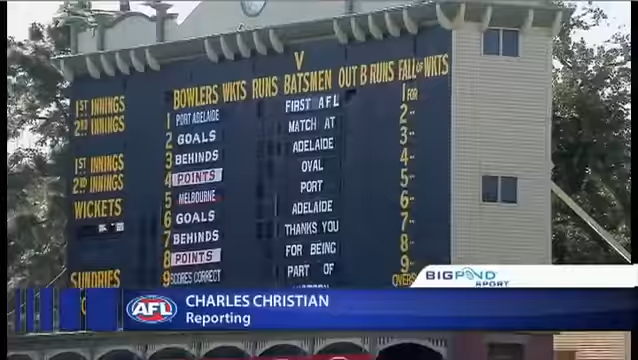 V
BOWLERS WKTS RUNS BATSMEN OUT B RUNS FALL OF WKTS
1ST INNINGS
2ND INNINGS
1ST INNINGS
2ND INNINGS
WICKETS
SUNDRIES
1 PORT ADELAIDE
2 GOALS
3 BEHINDS
4 POINTS
5 MELBOURNE
6 GOALS
7 BEHINDS
8 POINTS
9 SCORES CORRECT
FIRST AFL
MATCH AT
ADELAIDE
OVAL
PORT
ADELAIDE
THANKS YOU
FOR BEING
PART OF
1 FOR
2 "
3 "
4 "
5 "
6 "
7 "
8 "
9 "
OVERS
BIGPOND
SPORT
AFL
CHARLES CHRISTIAN
Reporting